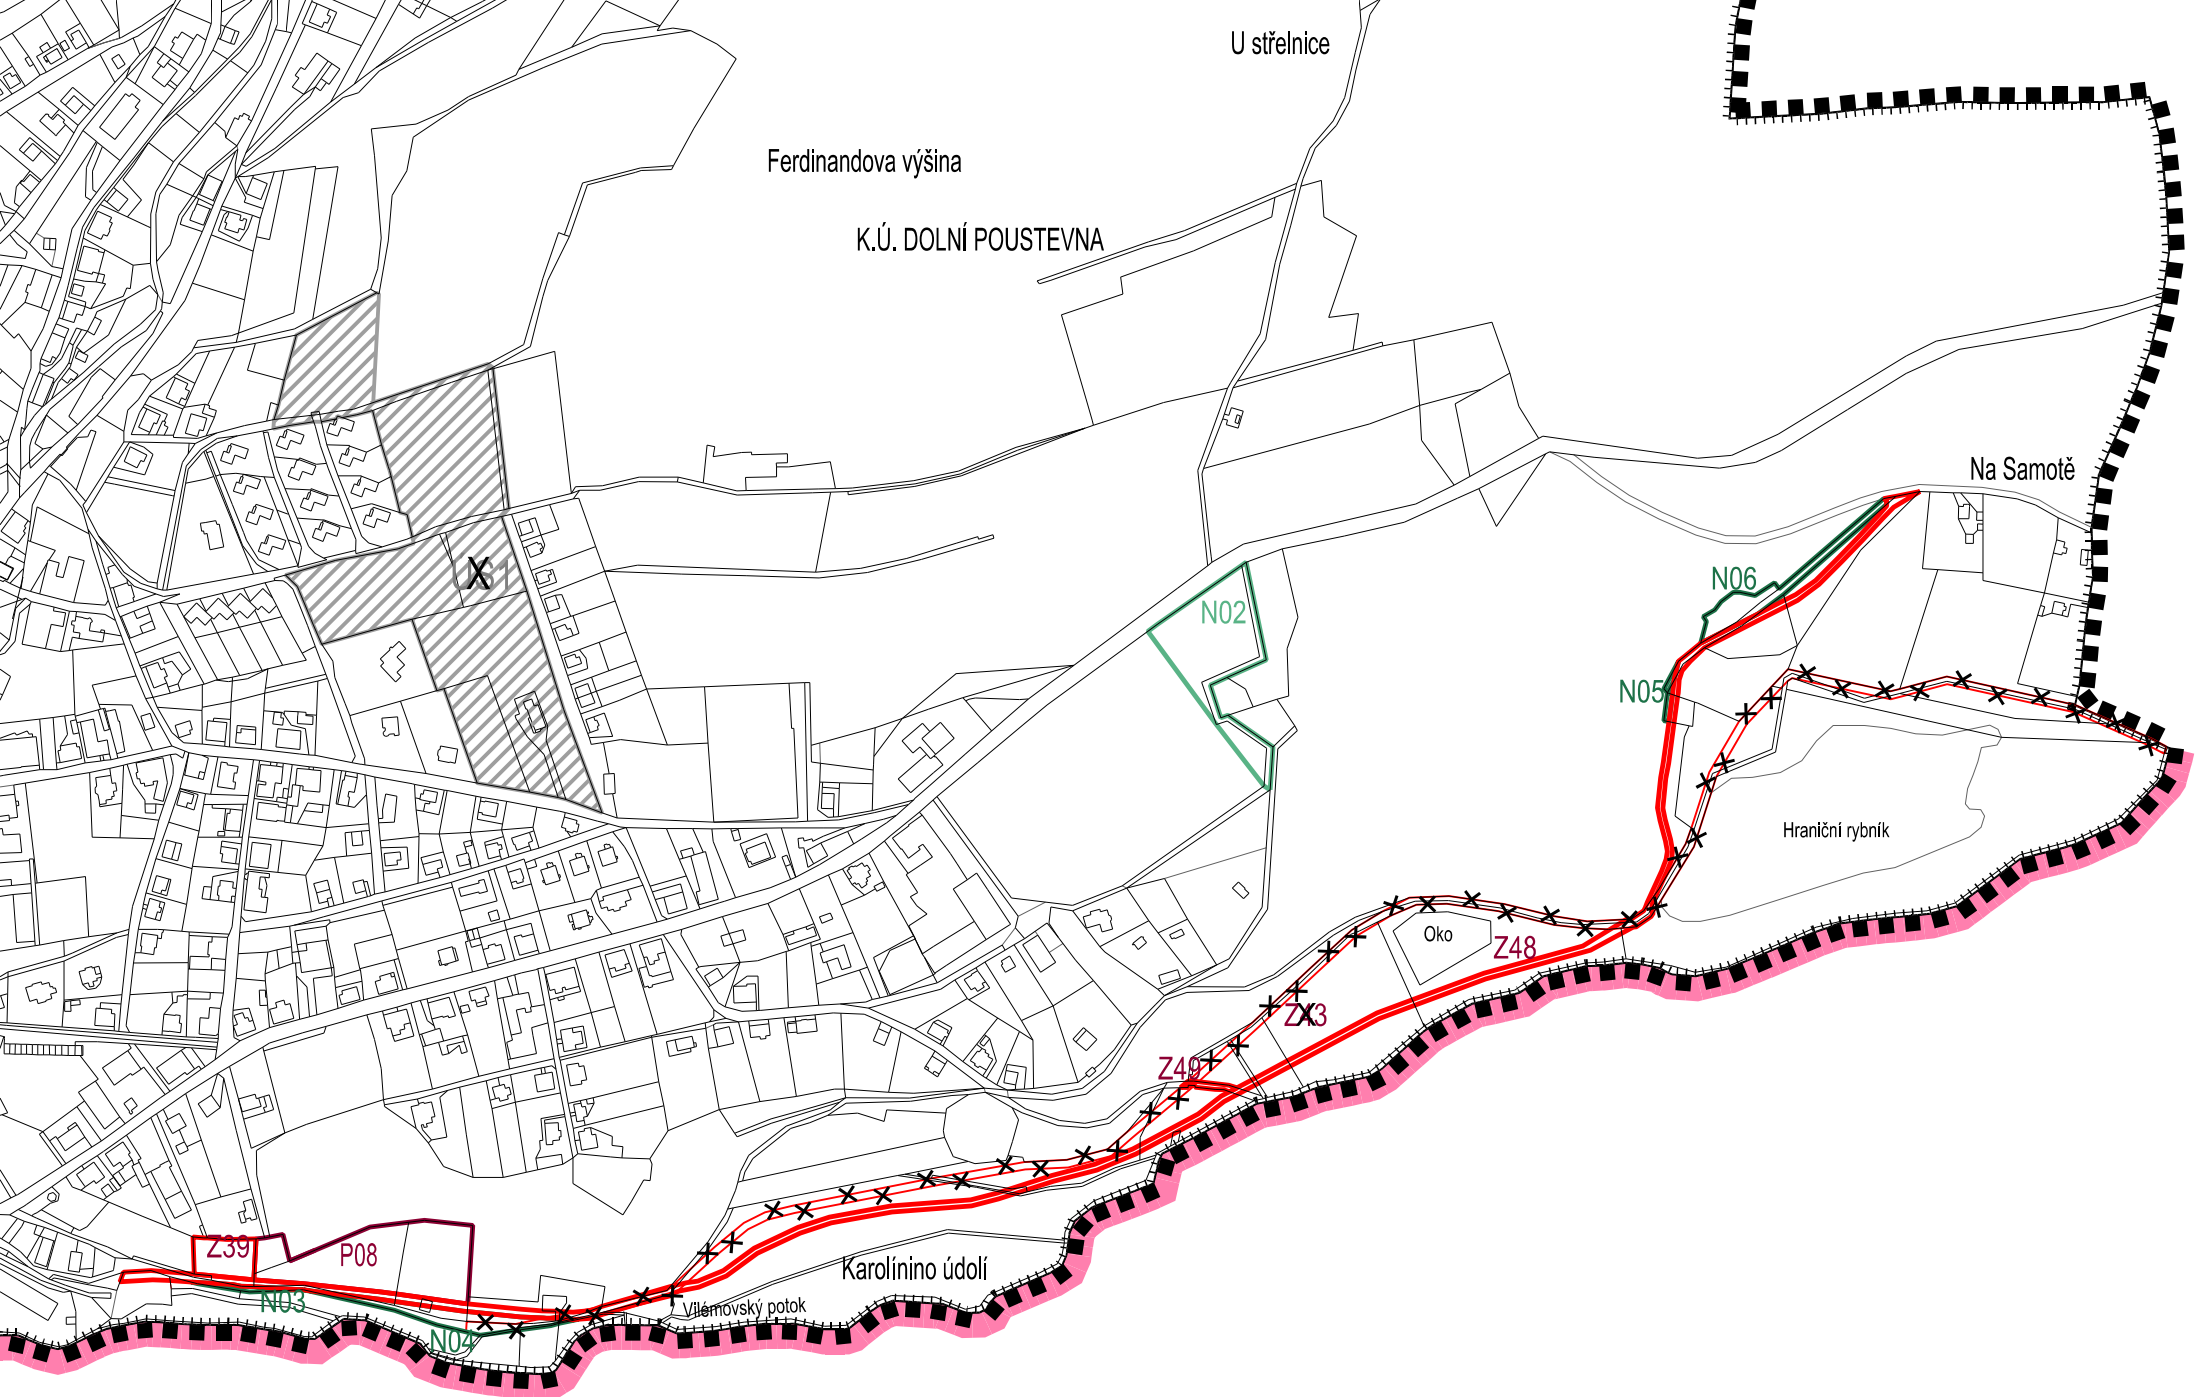 U střelnice
Ferdinandova výšina
K.Ú. DOLNÍ POUSTEVNA
Na Samotě
N06
N02
N05
Hraniční rybník
Oko
Z48
Z43
Z49
Z39
P08
Karolínino údolí
N03
Vilémovský potok
N04